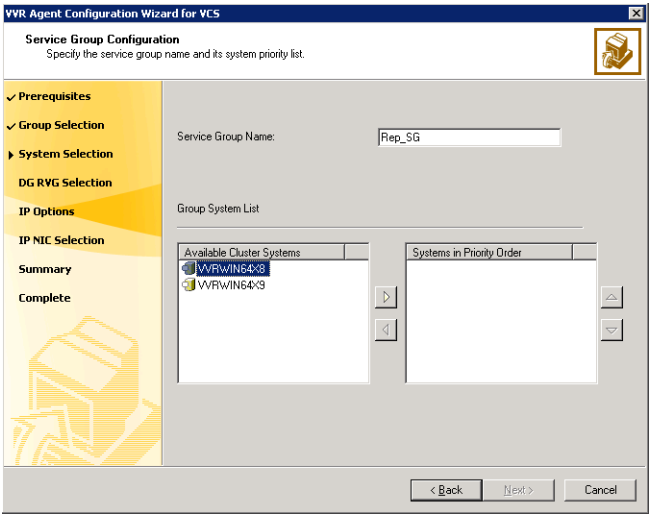 VVR Agent Configuration Wizard for VCS
Service Group Configuration
Specify the service group name and its system priority list.
Prerequisites
Group Selection
System Selection
DG RVG Selection
IP Options
IP NIC Selection
Summary
Complete
Service Group Name:
Rep_SG
Group System List
Available Cluster Systems
VVRWIN64X8
VVRWIN64X9
Systems in Priority Order
< Back
Next >
Cancel